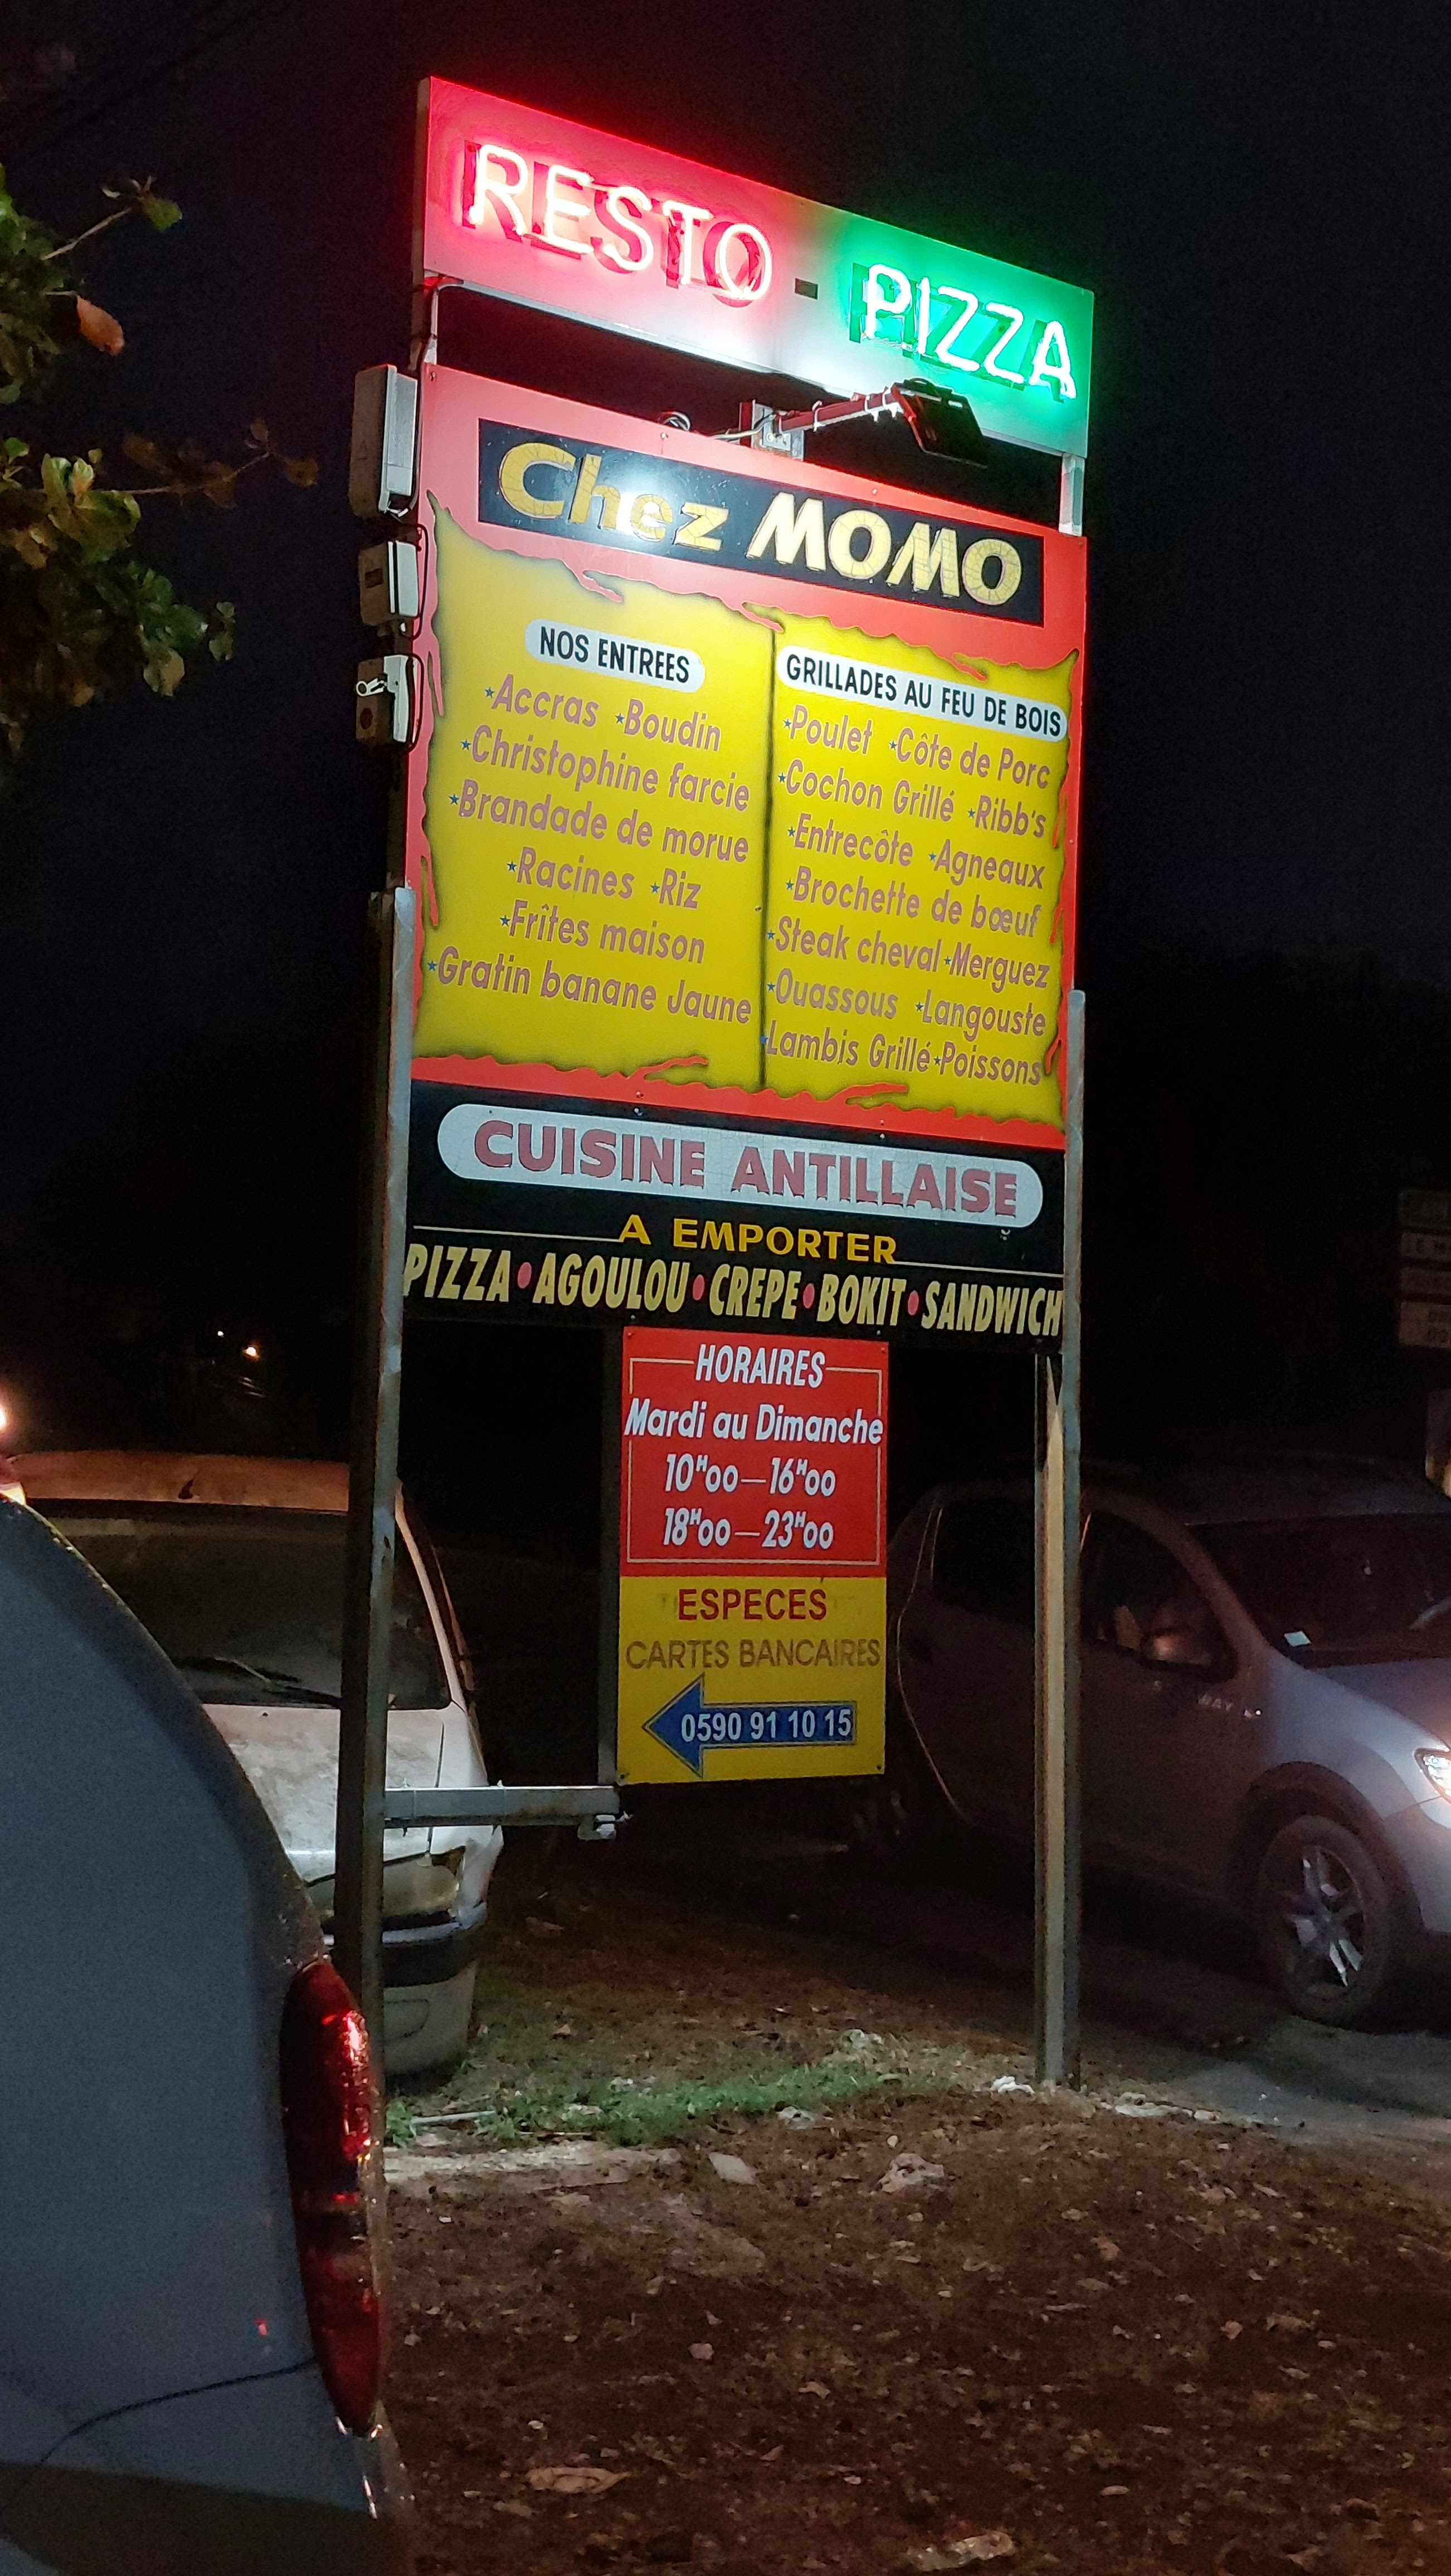 RESTO - PIZZA
Chez MOMO
NOS ENTREES
*Accras *Boudin
*Christophine farcie
*Brandade de morue
*Racines *Riz
*Frîtes maison
*Gratin banane Jaune
GRILLADES AU FEU DE BOIS
*Poulet *Côte de Porc
*Cochon Grillé *Ribb's
*Entrecôte *Agneaux
*Brochette de bœuf
*Steak cheval *Merguez
*Ouassous *Langouste
*Lambis Grillé *Poissons
CUISINE ANTILLAISE
A EMPORTER
PIZZA • AGOULOU • CREPE • BOKIT • SANDWICH
HORAIRES
Mardi au Dimanche
10H00—16H00
18H00—23H00
ESPECES
CARTES BANCAIRES
0590 91 10 15